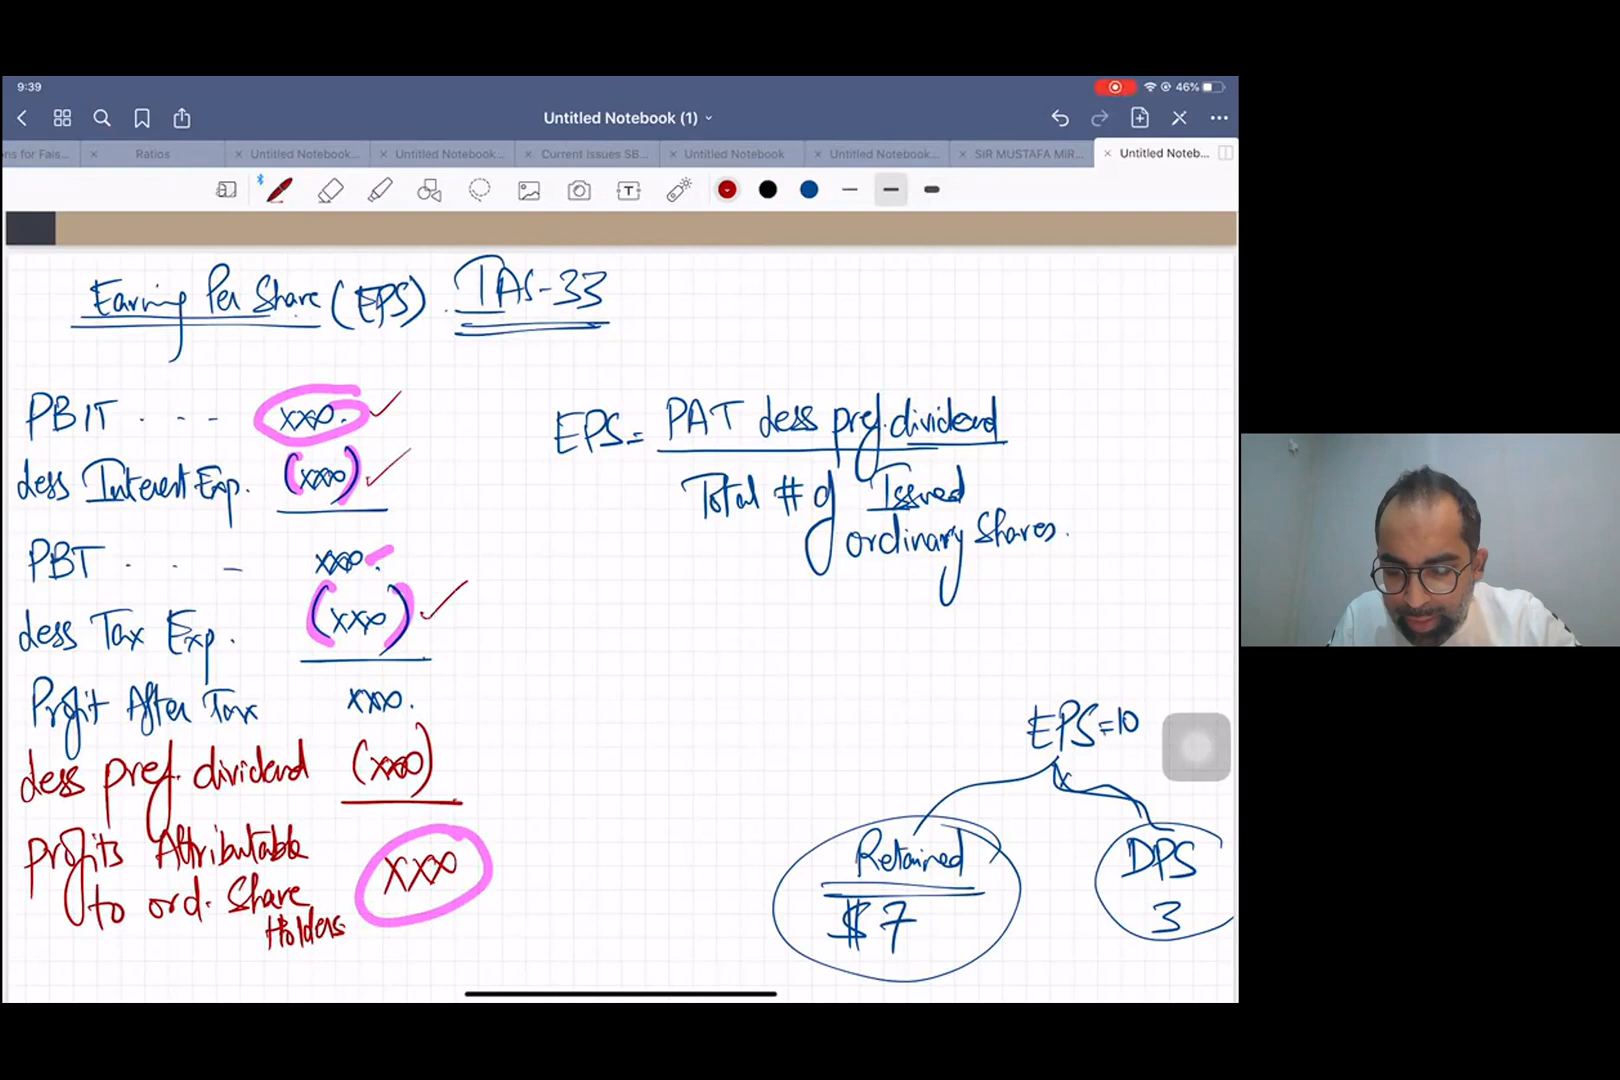 9:39
46%
Untitled Notebook (1)
ns for Fais...
Ratios
Untitled Notebook...
Untitled Notebook...
Current issues SB...
Untitled Notebook
Untitled Notebook...
SIR MUSTAFA MIR...
Untitled Noteb...
Earning Per Share (EPS). IAS-33
PBIT . - - xxx.
Less Interest Exp. (xxx)
PBT . . - xxx.
Less Tax Exp. (xxx)
Profit After Tax xxx.
Less pref. dividend (xxx)
Profits Attributable
to ord. Share
Holders
xxx
EPS = PAT Less pref. dividend
Total # of Issued
ordinary Shares.
EPS=10
Retained
$7
DPS
3